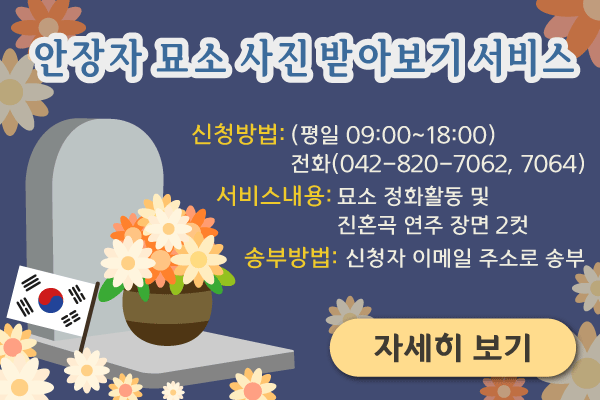 안장자 묘소 사진 받아보기 서비스
신청방법: (평일 09:00~18:00)
전화(042-820-7062, 7064)
서비스내용: 묘소 정화활동 및
진혼곡 연주 장면 2컷
송부방법: 신청자 이메일 주소로 송부
자세히 보기